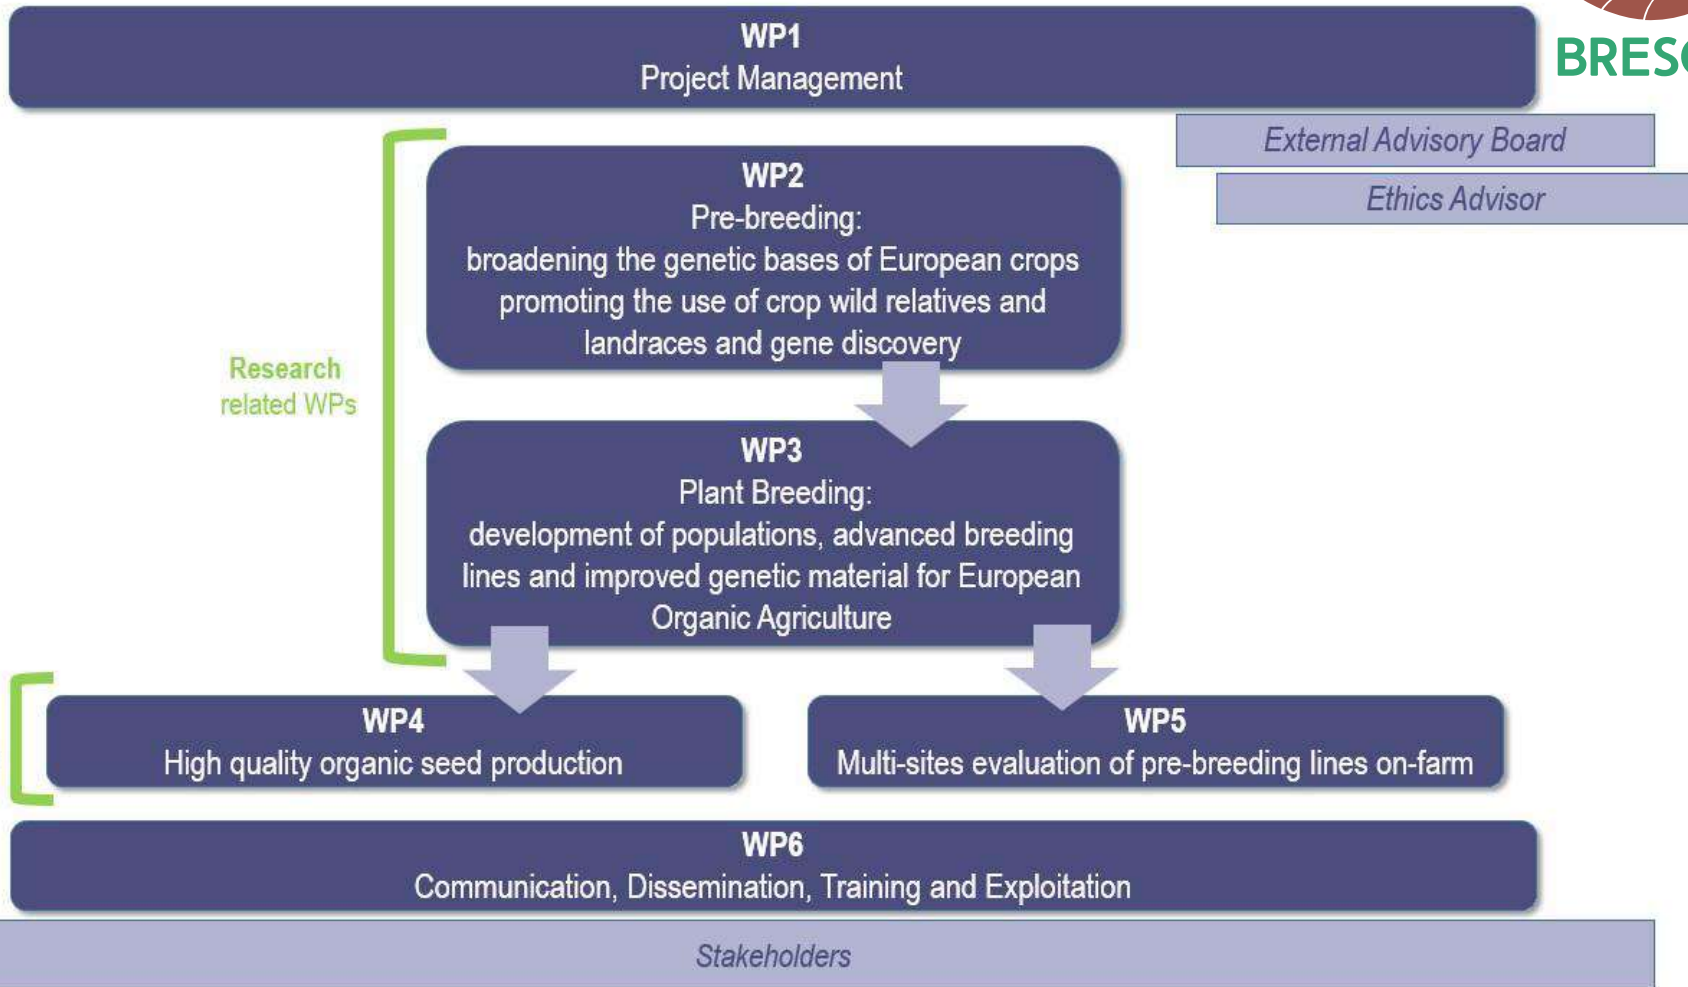 WP1
Project Management
BRESO
External Advisory Board
Ethics Advisor
WP2
Pre-breeding:
broadening the genetic bases of European crops
promoting the use of crop wild relatives and
landraces and gene discovery
Research
related WPs
WP3
Plant Breeding:
development of populations, advanced breeding
lines and improved genetic material for European
Organic Agriculture
WP4
High quality organic seed production
WP5
Multi-sites evaluation of pre-breeding lines on-farm
WP6
Communication, Dissemination, Training and Exploitation
Stakeholders